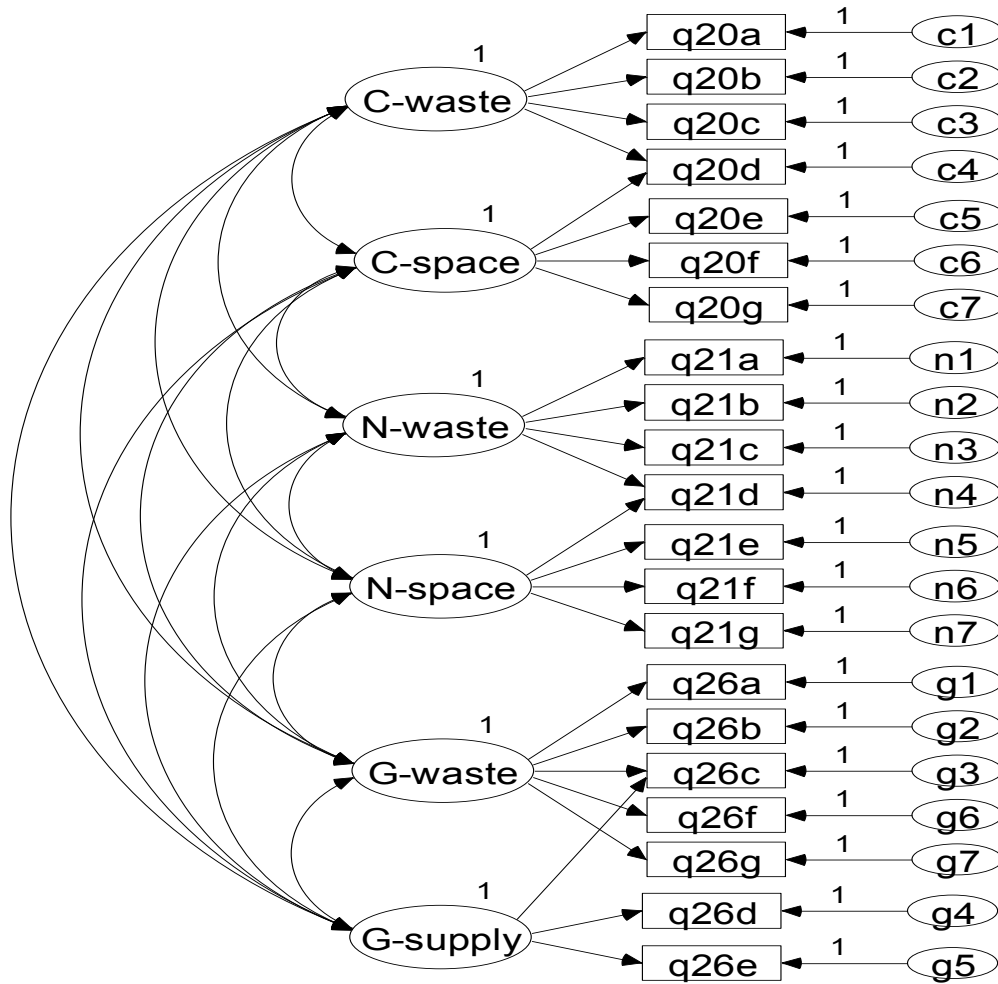 1 q20a 1 c1
C-waste q20b 1 c2
q20c 1 c3
q20d 1 c4
1 q20e 1 c5
C-space q20f 1 c6
q20g 1 c7
1 q21a 1 n1
N-waste q21b 1 n2
q21c 1 n3
q21d 1 n4
1 q21e 1 n5
N-space q21f 1 n6
q21g 1 n7
q26a 1 g1
1 q26b 1 g2
G-waste q26c 1 g3
q26f 1 g6
q26g 1 g7
1 q26d 1 g4
G-supply q26e 1 g5